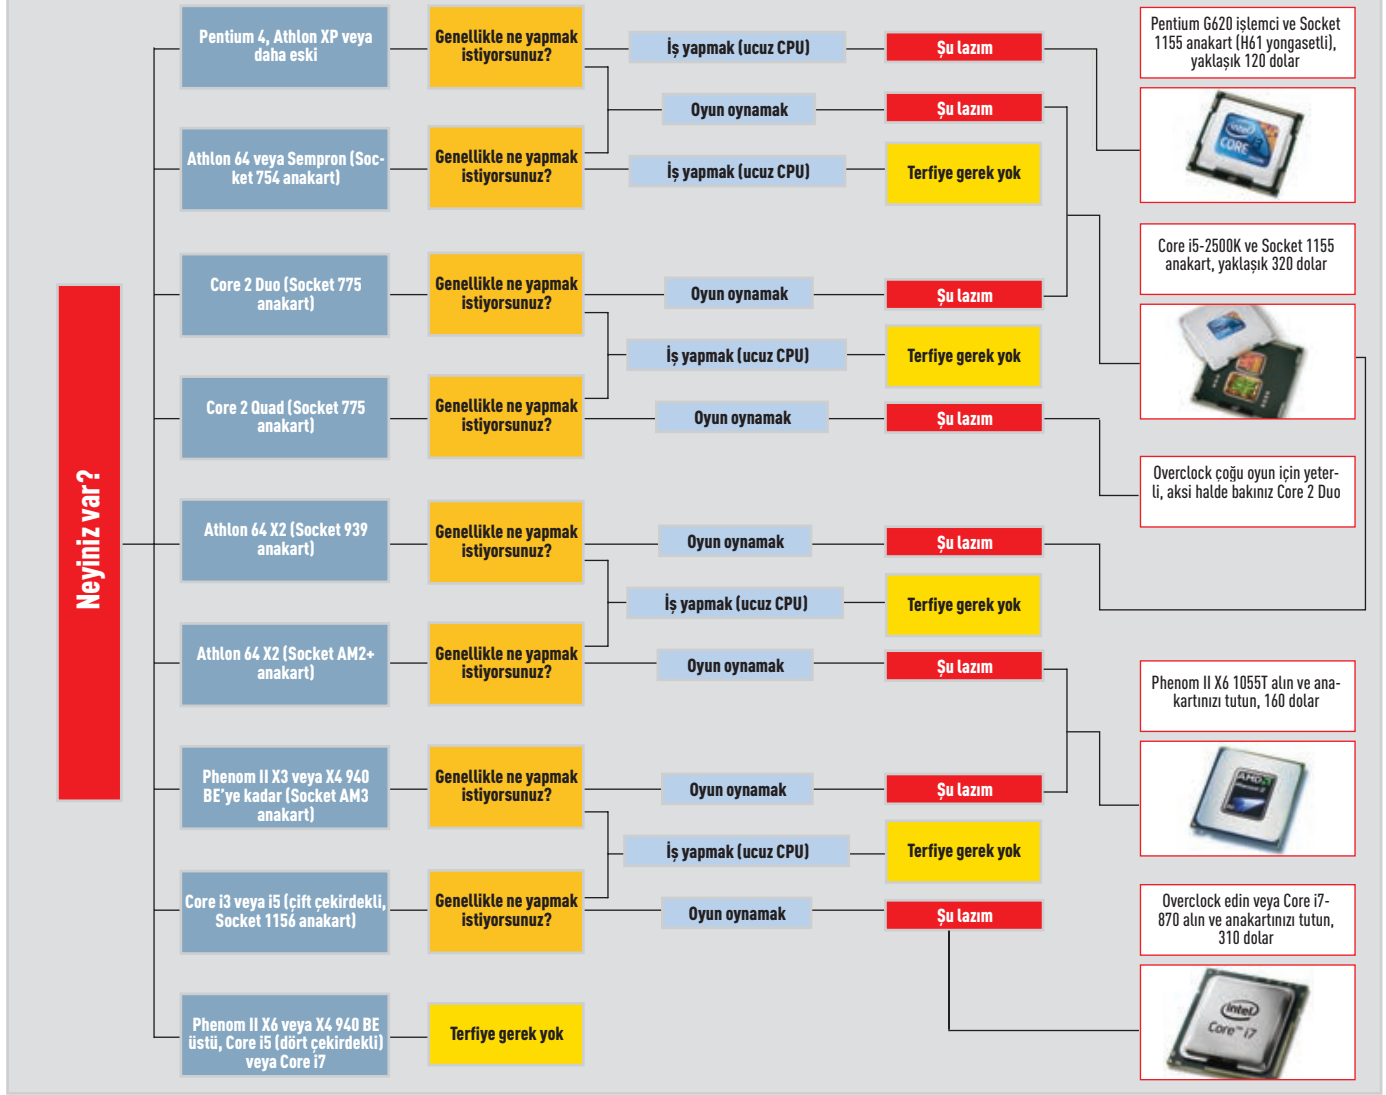 Neyiniz var?
Pentium 4, Athlon XP veya
daha eski
Genellikle ne yapmak
istiyorsunuz?
İş yapmak (ucuz CPU)
Şu lazım
Pentium G620 işlemci ve Socket
1155 anakart (H61 yongasetli),
yaklaşık 120 dolar
intel
CORE
Oyun oynamak
Şu lazım
Athlon 64 veya Sempron (Soc-
ket 754 anakart)
Genellikle ne yapmak
istiyorsunuz?
İş yapmak (ucuz CPU)
Terfiye gerek yok
Core i5-2500K ve Socket 1155
anakart, yaklaşık 320 dolar
Core 2 Duo (Socket 775
anakart)
Genellikle ne yapmak
istiyorsunuz?
Oyun oynamak
Şu lazım
İş yapmak (ucuz CPU)
Terfiye gerek yok
Core 2 Quad (Socket 775
anakart)
Genellikle ne yapmak
istiyorsunuz?
Oyun oynamak
Şu lazım
Overclock çoğu oyun için yeter-
li, aksi halde bakınız Core 2 Duo
Athlon 64 X2 (Socket 939
anakart)
Genellikle ne yapmak
istiyorsunuz?
Oyun oynamak
Şu lazım
İş yapmak (ucuz CPU)
Terfiye gerek yok
Athlon 64 X2 (Socket AM2+
anakart)
Genellikle ne yapmak
istiyorsunuz?
Oyun oynamak
Şu lazım
Phenom II X6 1055T alın ve ana-
kartınızı tutun, 160 dolar
AMD
Phenom II X3 veya X4 940
BE'ye kadar (Socket AM3
anakart)
Genellikle ne yapmak
istiyorsunuz?
Oyun oynamak
Şu lazım
İş yapmak (ucuz CPU)
Terfiye gerek yok
Core i3 veya i5 (çift çekirdekli,
Socket 1156 anakart)
Genellikle ne yapmak
istiyorsunuz?
Oyun oynamak
Şu lazım
Overclock edin veya Core i7-
870 alın ve anakartınızı tutun,
310 dolar
intel
Core™ i7
Phenom II X6 veya X4 940 BE
üstü, Core i5 (dört çekirdekli)
veya Core i7
Terfiye gerek yok